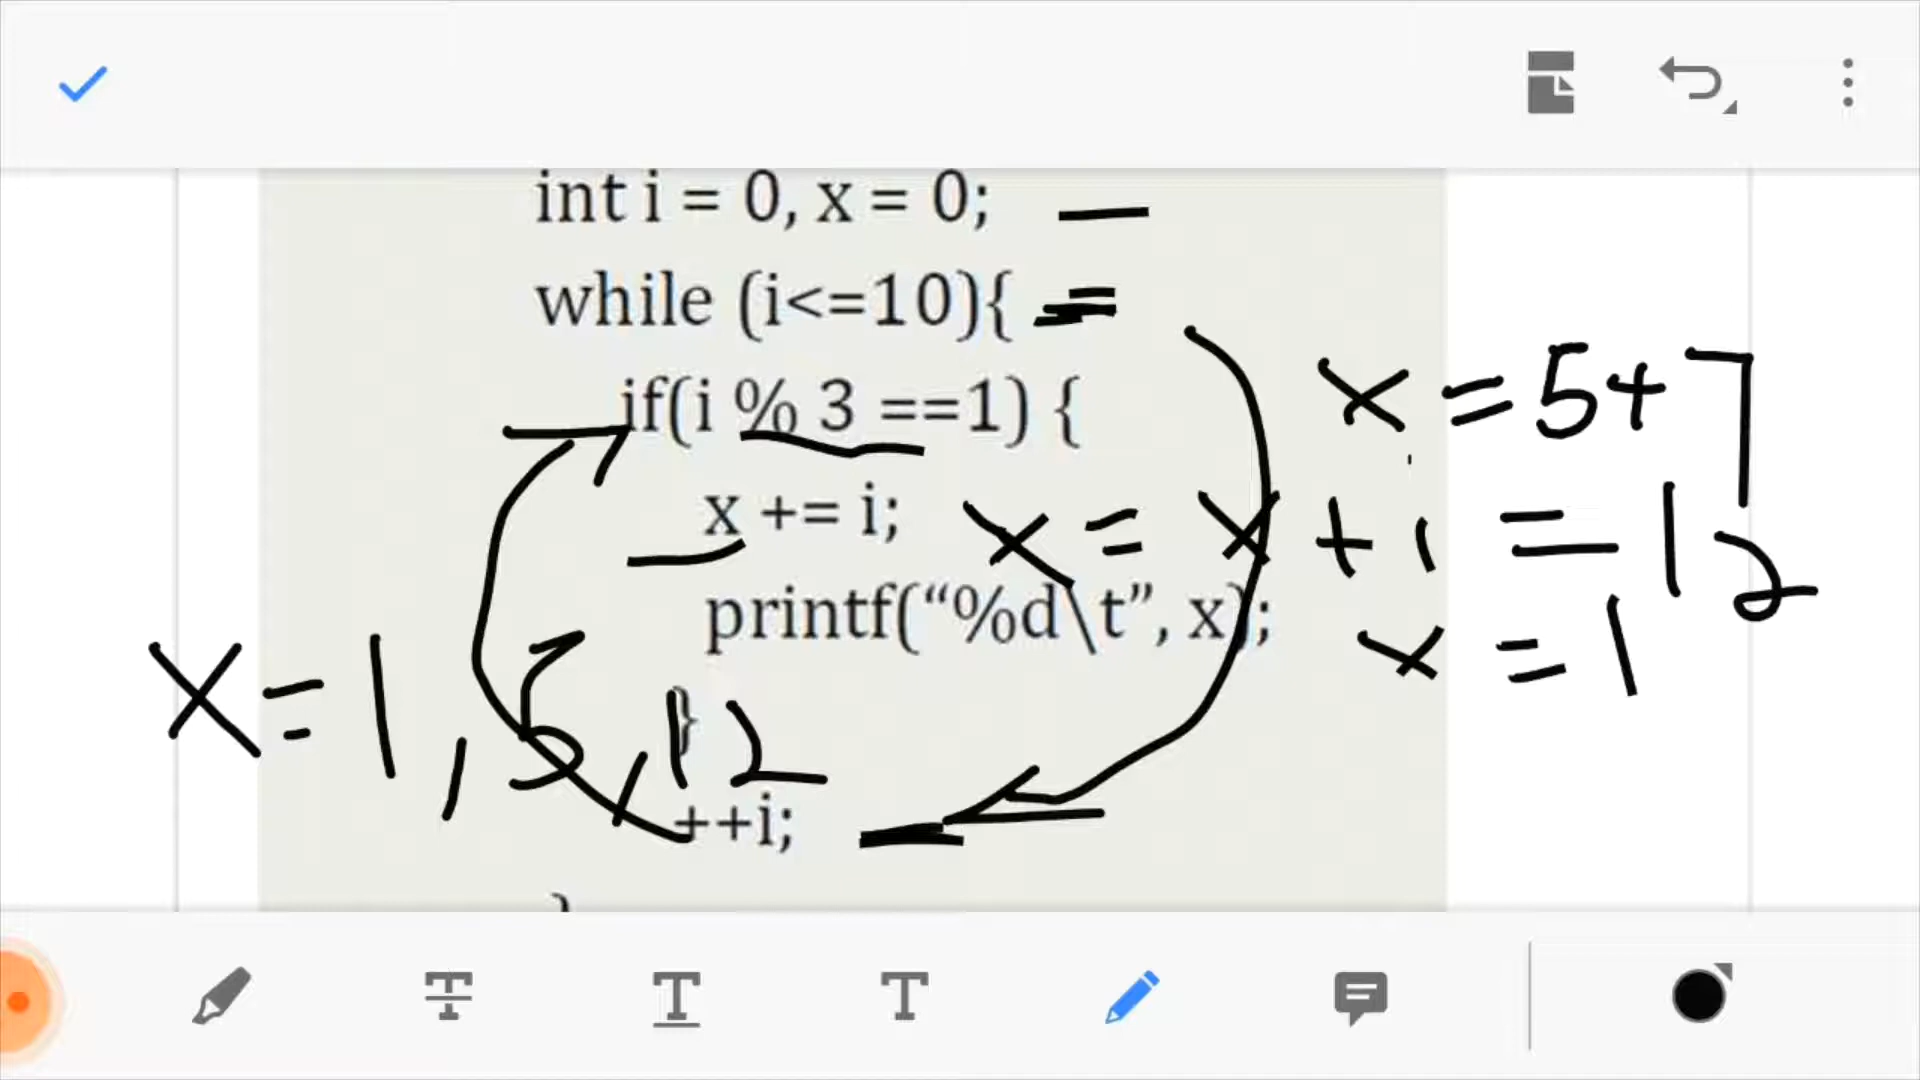 int i = 0, x = 0;
while (i<=10){
if(i % 3 ==1) {
x = 5+7
x += i;
x = x + i = 12
printf("%d\t", x);
x = 1
x = 1, 5, 12
}
++i;
}
T
T
T